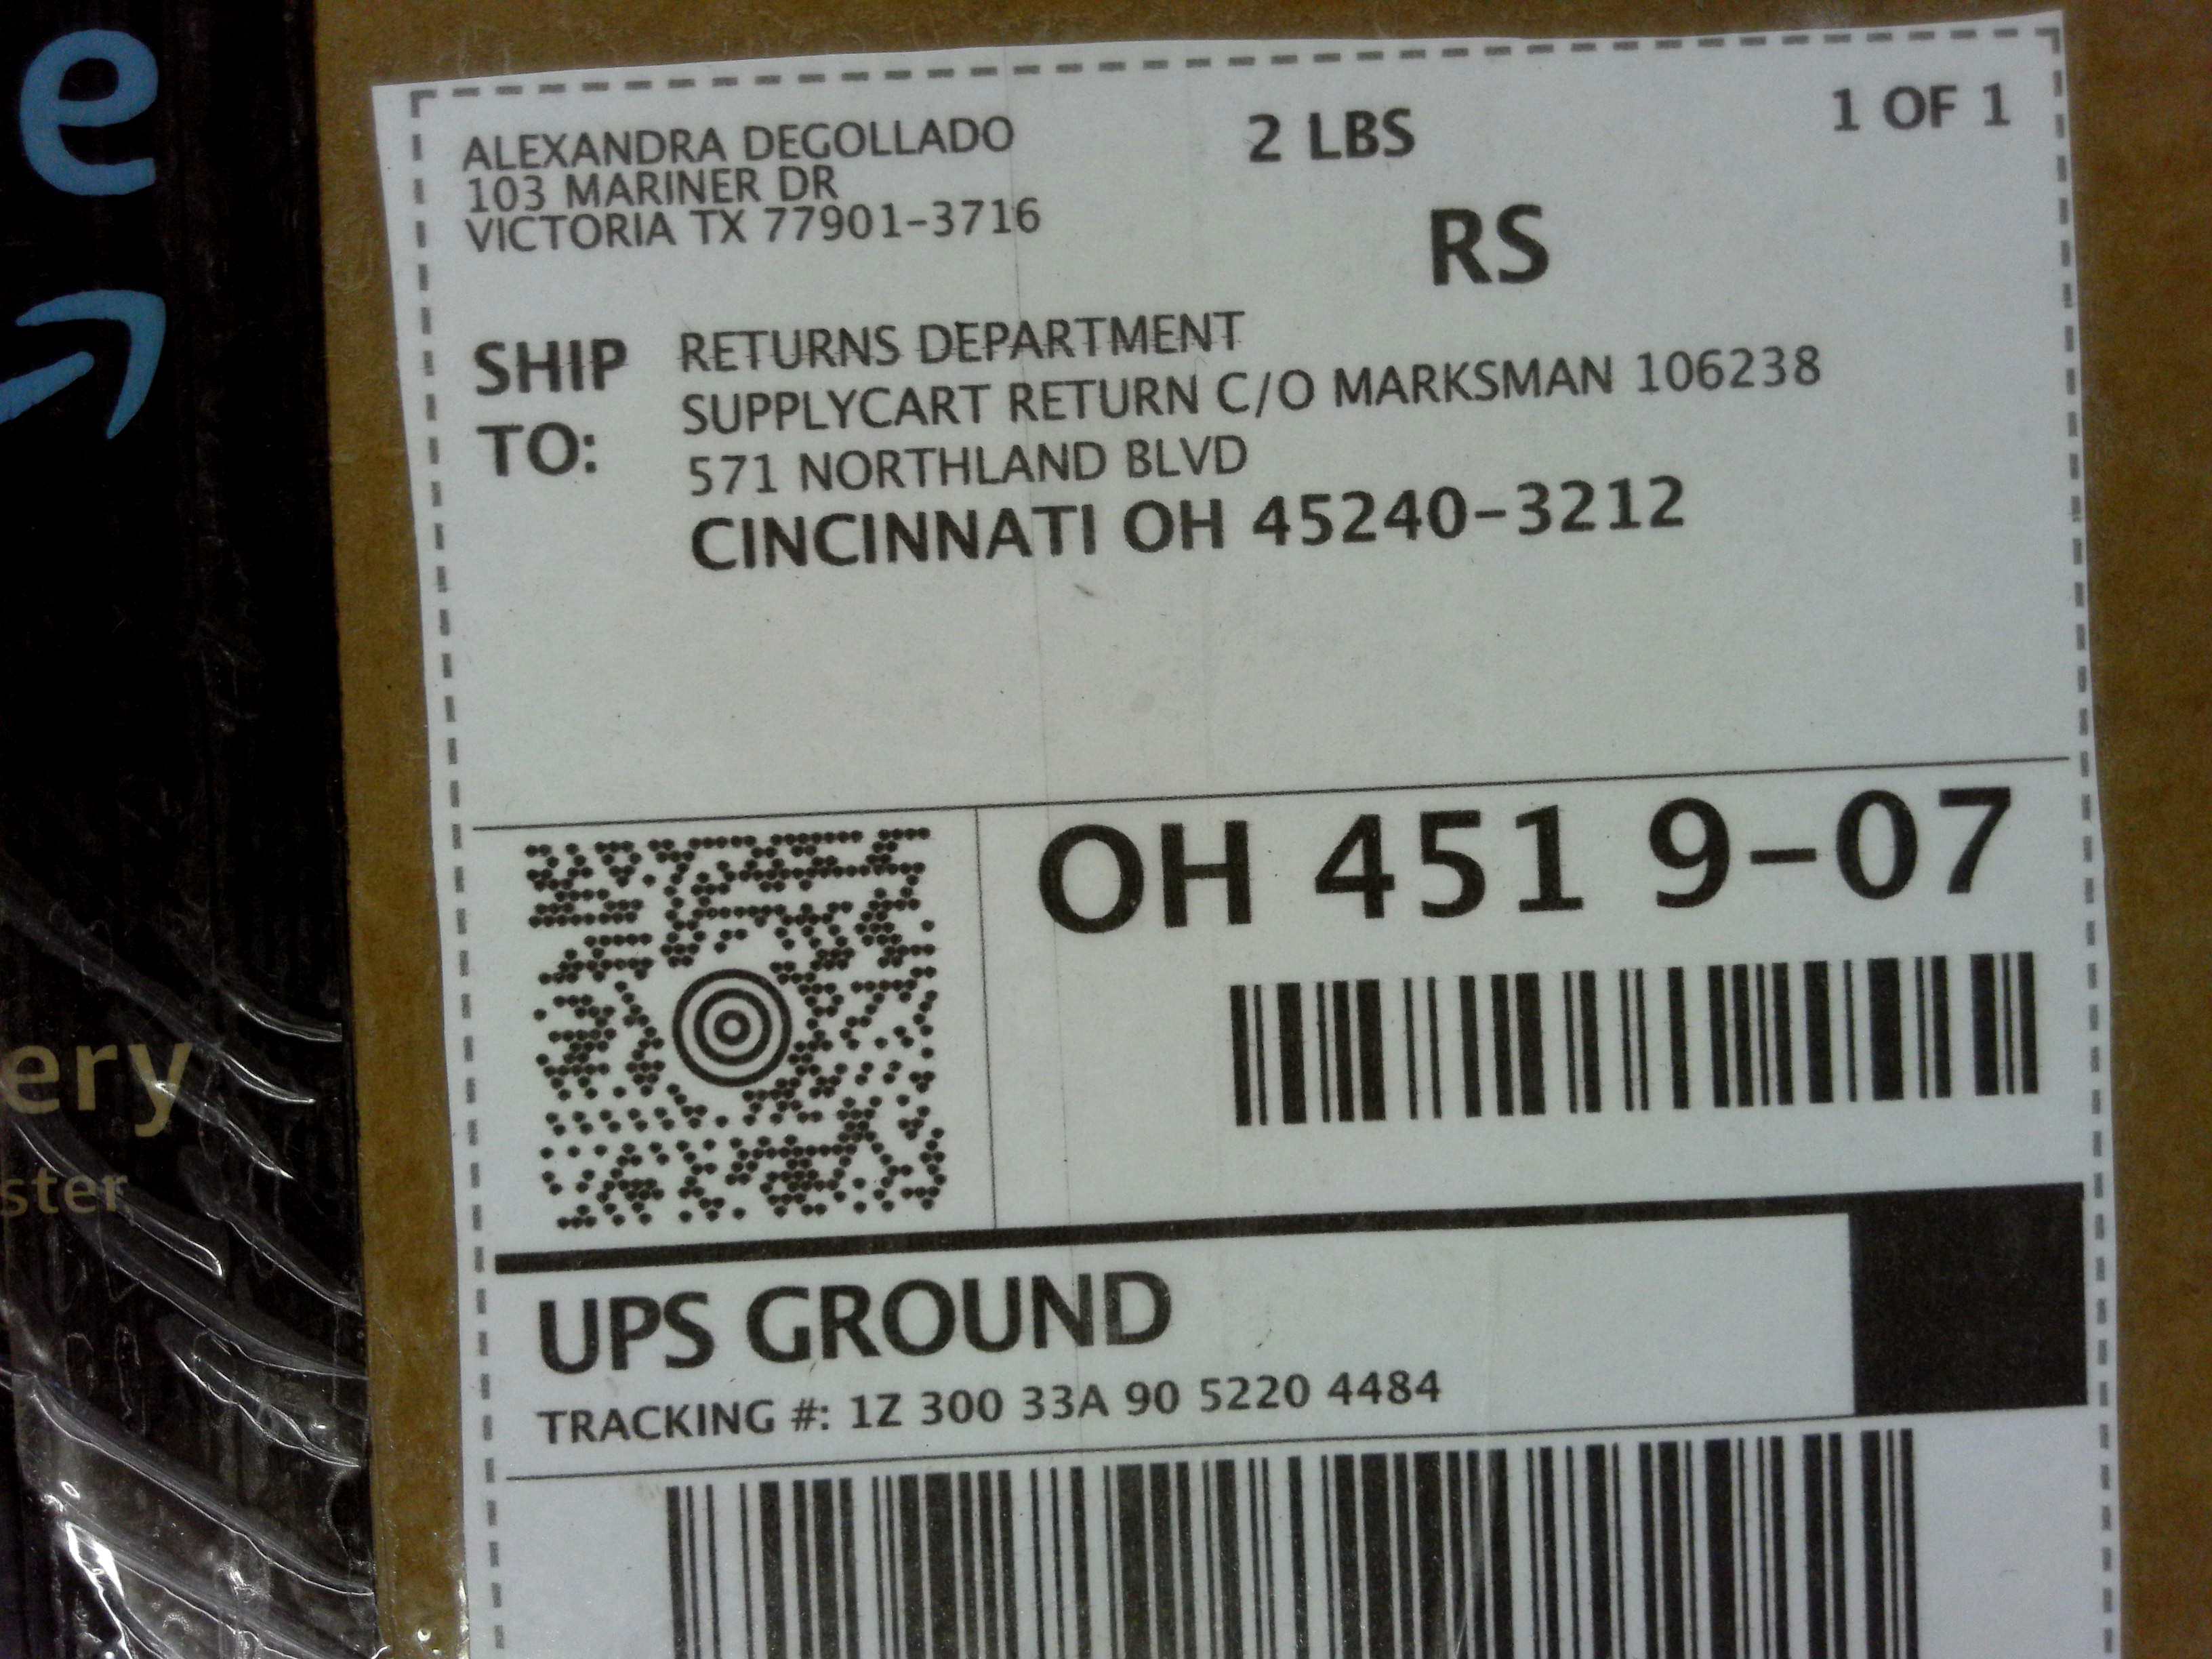 e
ery
ster
ALEXANDRA DEGOLLADO
103 MARINER DR
VICTORIA TX 77901-3716
2 LBS
1 OF 1
RS
SHIP TO:
RETURNS DEPARTMENT
SUPPLYCART RETURN C/O MARKSMAN 106238
571 NORTHLAND BLVD
CINCINNATI OH 45240-3212
OH 451 9-07
UPS GROUND
TRACKING #: 1Z 300 33A 90 5220 4484